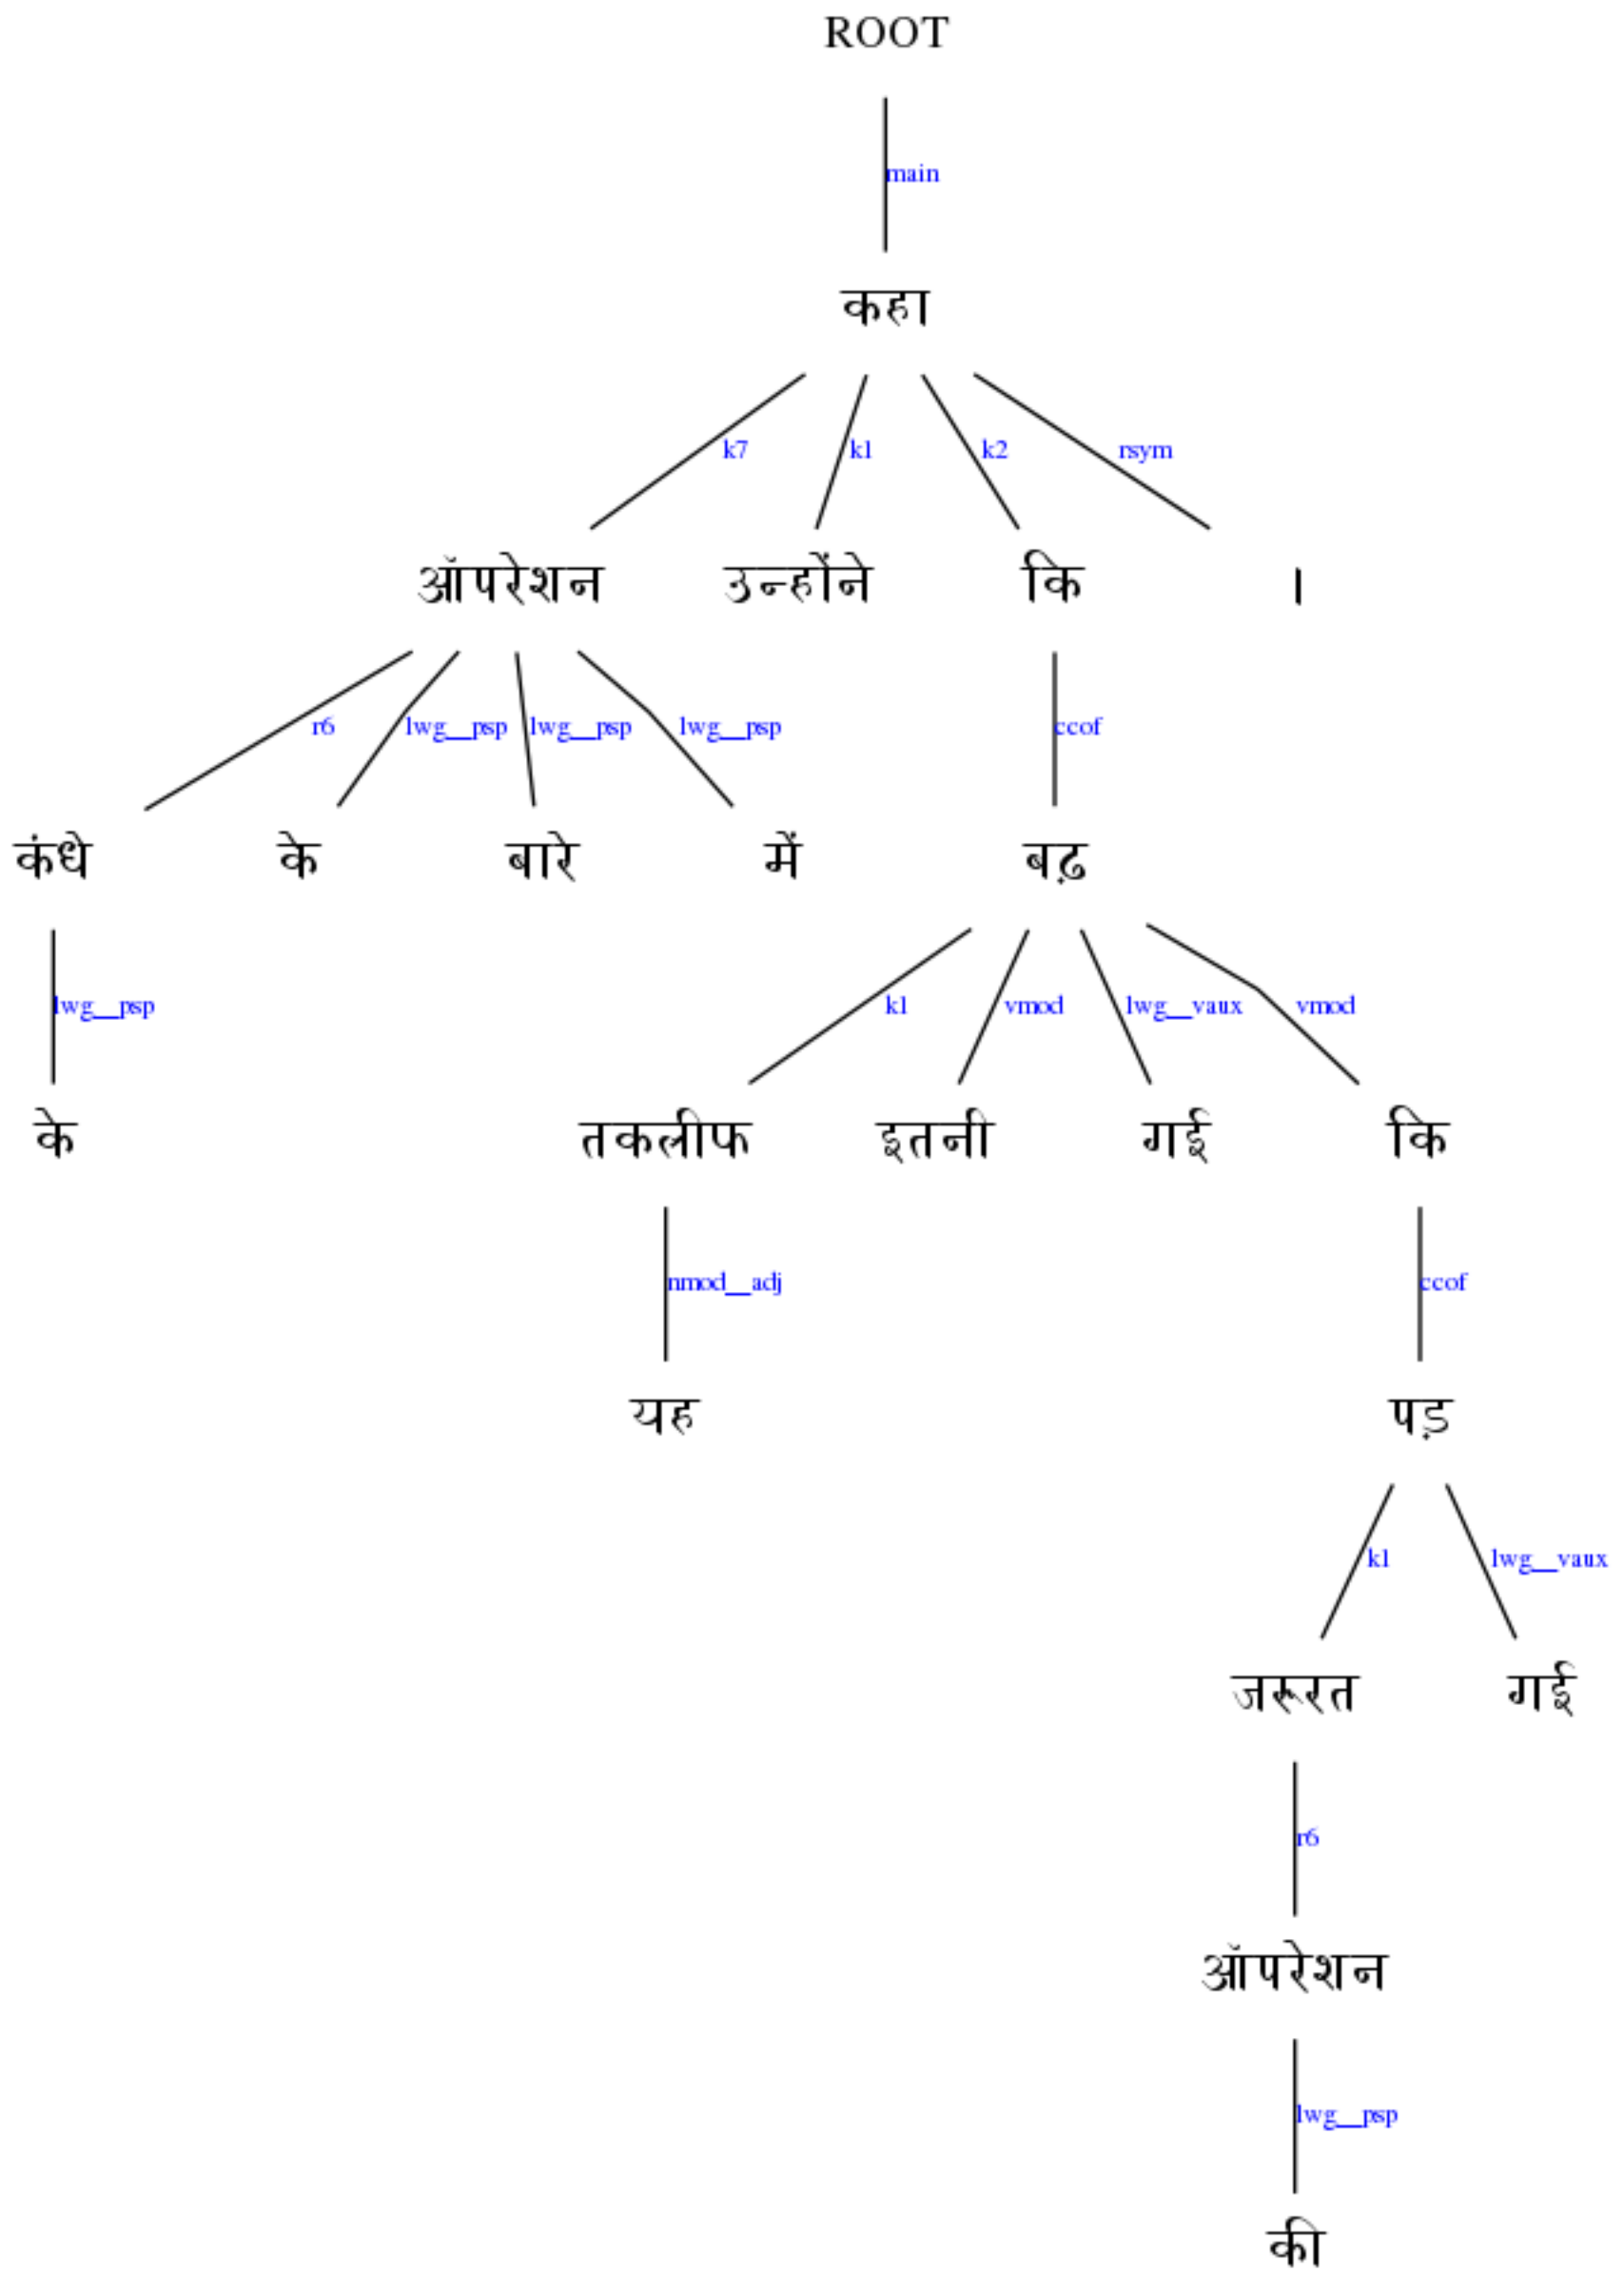 ROOT
main
कहा
k7 k1 k2 rsym
ऑपरेशन उन्होंने कि ।
r6 lwg__psp lwg__psp lwg__psp ccof
कंधे के बारे में बढ़
lwg__psp k1 vmod lwg__vaux vmod
के तकलीफ इतनी गई कि
nmod__adj ccof
यह पड़
k1 lwg__vaux
जरूरत गई
r6
ऑपरेशन
lwg__psp
की